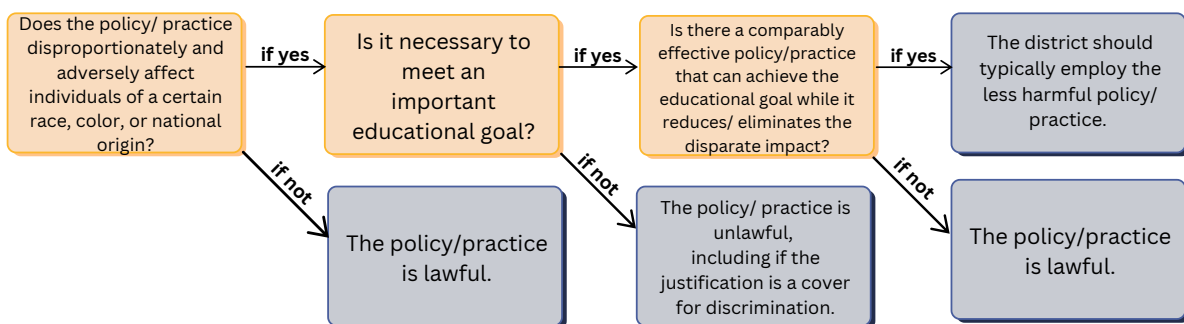 Does the policy/ practice
disproportionately and
adversely affect
individuals of a certain
race, color, or national
origin?
if yes
Is it necessary to
meet an
important
educational goal?
if yes
Is there a comparably
effective policy/practice
that can achieve the
educational goal while it
reduces/ eliminates the
disparate impact?
if yes
The district should
typically employ the
less harmful policy/
practice.
if not
The policy/practice
is lawful.
if not
The policy/ practice is
unlawful,
including if the
justification is a cover
for discrimination.
if not
The policy/practice
is lawful.